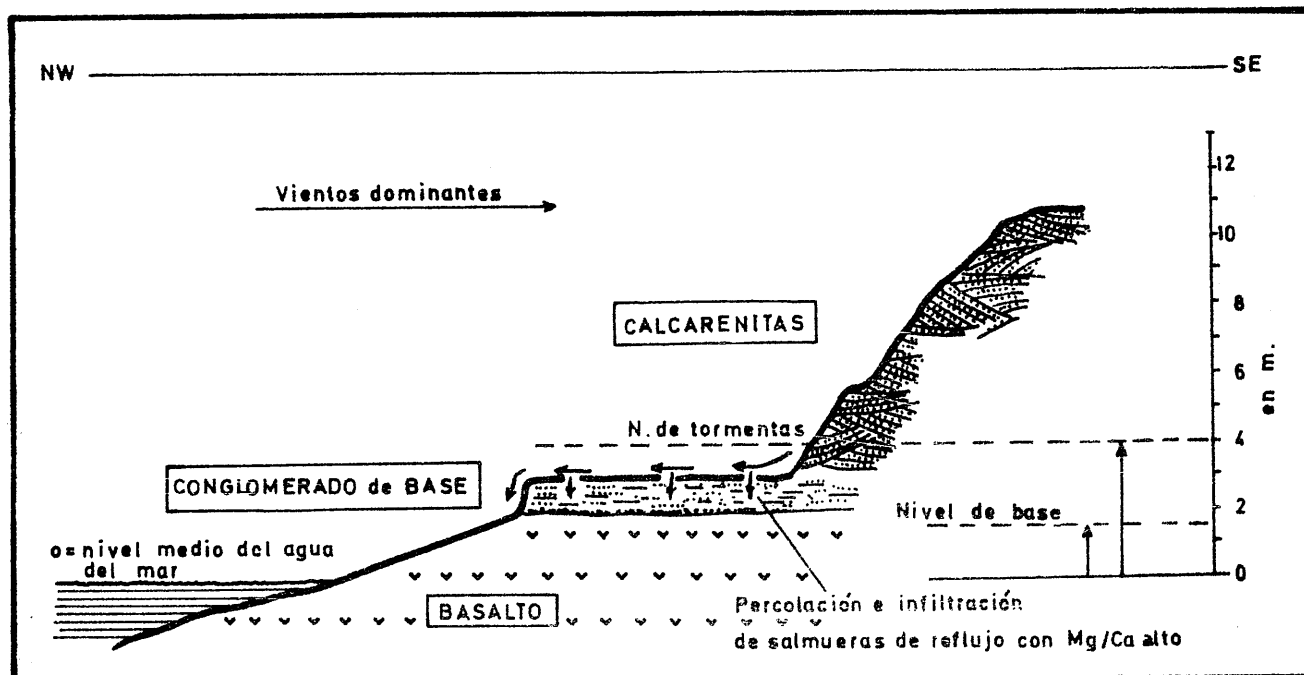 NW
SE
Vientos dominantes
12
10
8
6
4
2
0
en m.
CALCARENITAS
N. de tormentas
CONGLOMERADO de BASE
Nivel de base
o=nivel medio del agua
del mar
BASALTO
Percolación e infiltración
de salmueras de reflujo con Mg/Ca alto